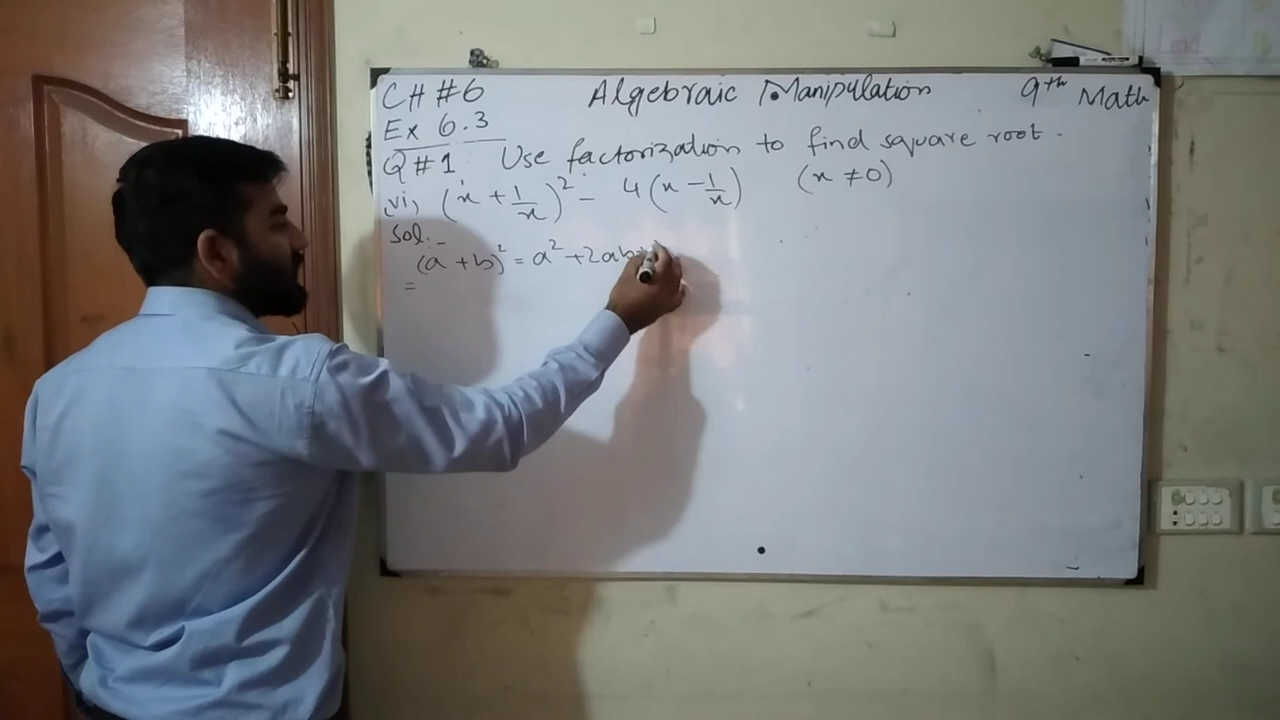 CH #6 Algebraic Manipulation 9th Math
Ex 6.3
Q#1 Use factorization to find square root.
(vi) (x + 1/x)² - 4(x - 1/x) (x ≠ 0)
Sol:-
(a + b)² = a² + 2ab +
=